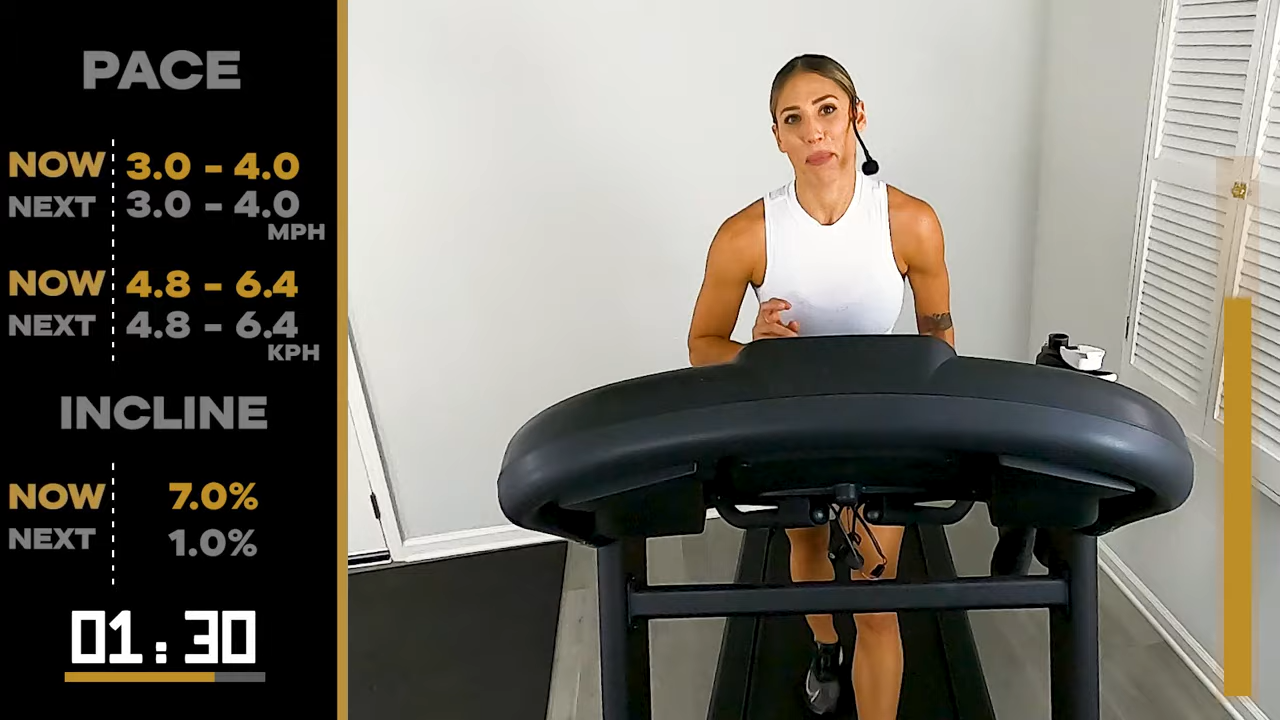 PACE
NOW 3.0 - 4.0
NEXT 3.0 - 4.0
MPH
NOW 4.8 - 6.4
NEXT 4.8 - 6.4
KPH
INCLINE
NOW 7.0%
NEXT 1.0%
01:30